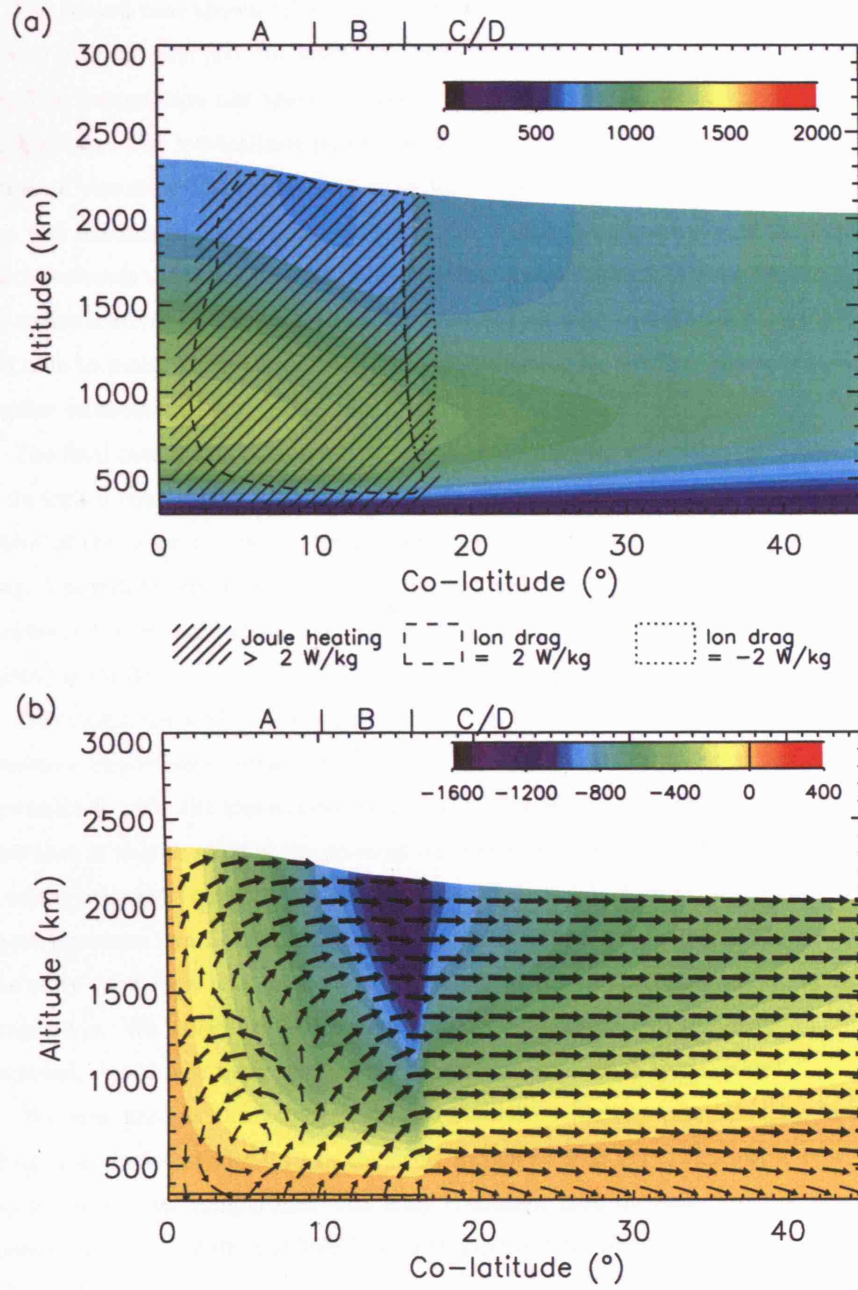 (a)
A | B | C/D
3000
2500
2000
1500
1000
500
Altitude (km)
0 500 1000 1500 2000
0 10 20 30 40
Co-latitude (°)
Joule heating
> 2 W/kg
Ion drag
= 2 W/kg
Ion drag
= -2 W/kg
(b)
A | B | C/D
3000
2500
2000
1500
1000
500
Altitude (km)
-1600 -1200 -800 -400 0 400
0 10 20 30 40
Co-latitude (°)